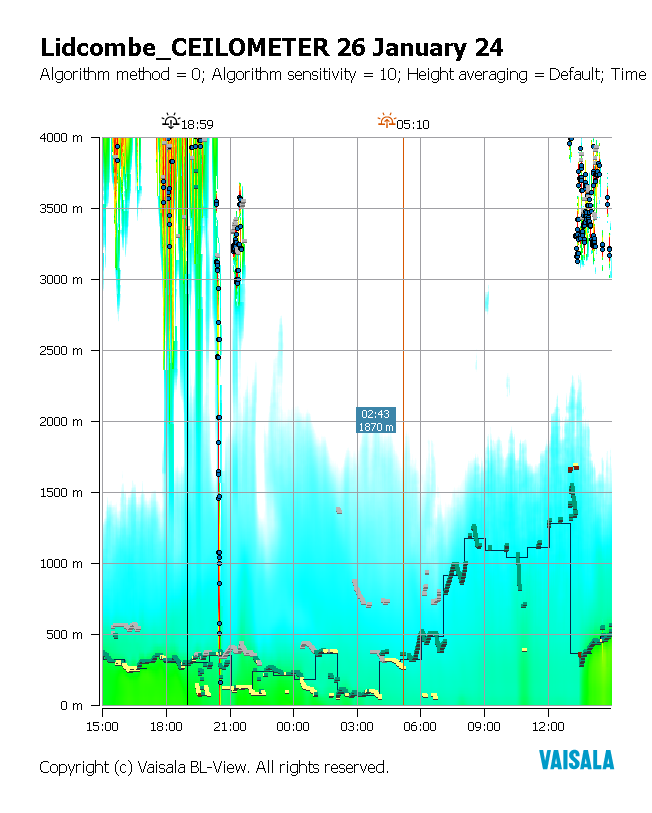 Lidcombe_CEILOMETER 26 January 24
Algorithm method = 0; Algorithm sensitivity = 10; Height averaging = Default; Time
18:59 05:10
4000 m
3500 m
3000 m
2500 m
2000 m
02:43
1870 m
1500 m
1000 m
500 m
0 m
15:00 18:00 21:00 00:00 03:00 06:00 09:00 12:00
Copyright (c) Vaisala BL-View. All rights reserved.
VAISALA